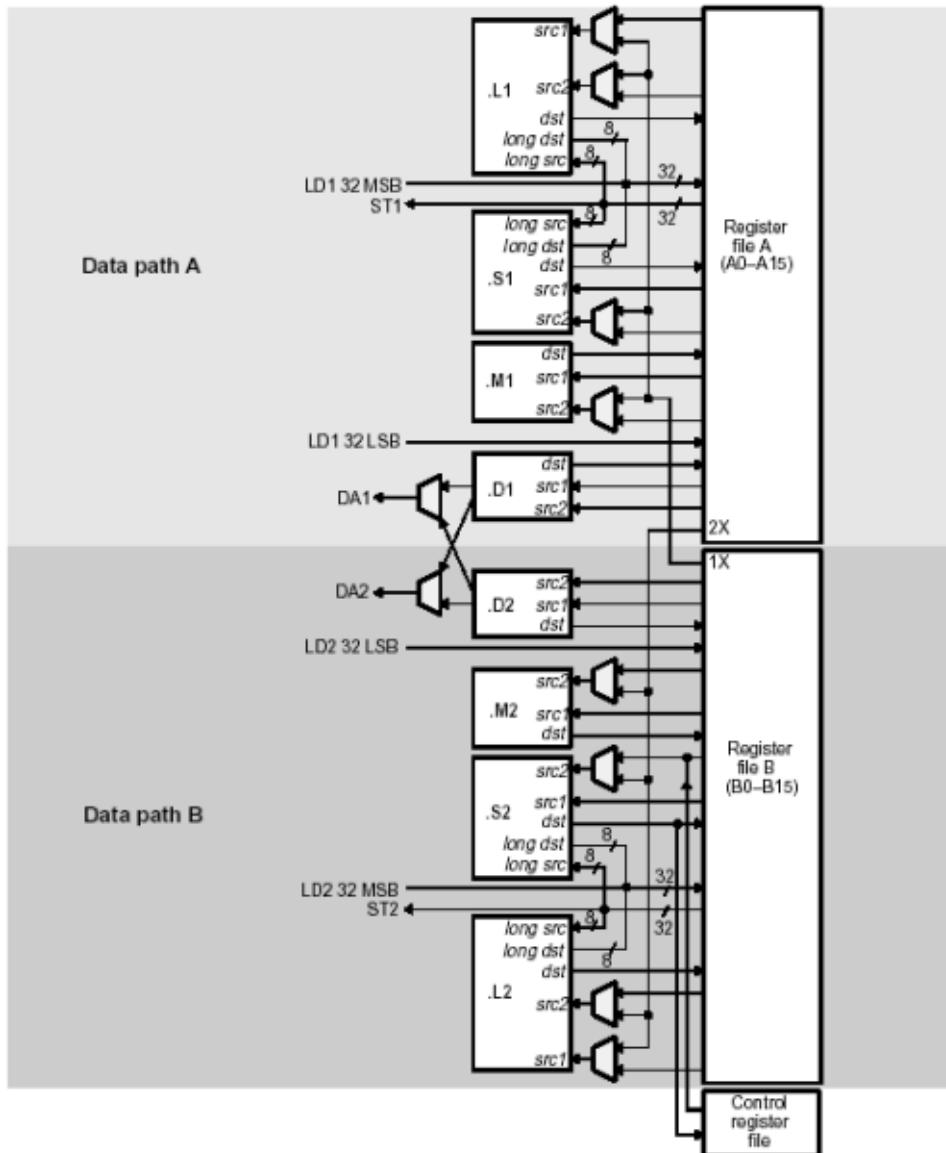 src1
.L1
src2
dst
long dst
8
long src
8
LD1 32 MSB
32
ST1
32
long src
8
long dst
8
dst
.S1
src1
src2
Data path A
Register
file A
(A0–A15)
dst
.M1
src1
src2
LD1 32 LSB
dst
.D1
src1
src2
DA1
2X
1X
DA2
src2
.D2
src1
dst
LD2 32 LSB
src2
.M2
src1
dst
Register
file B
(B0–B15)
src2
.S2
src1
dst
long dst
8
long src
8
Data path B
LD2 32 MSB
32
ST2
32
long src
8
long dst
8
dst
.L2
src2
src1
Control
register
file